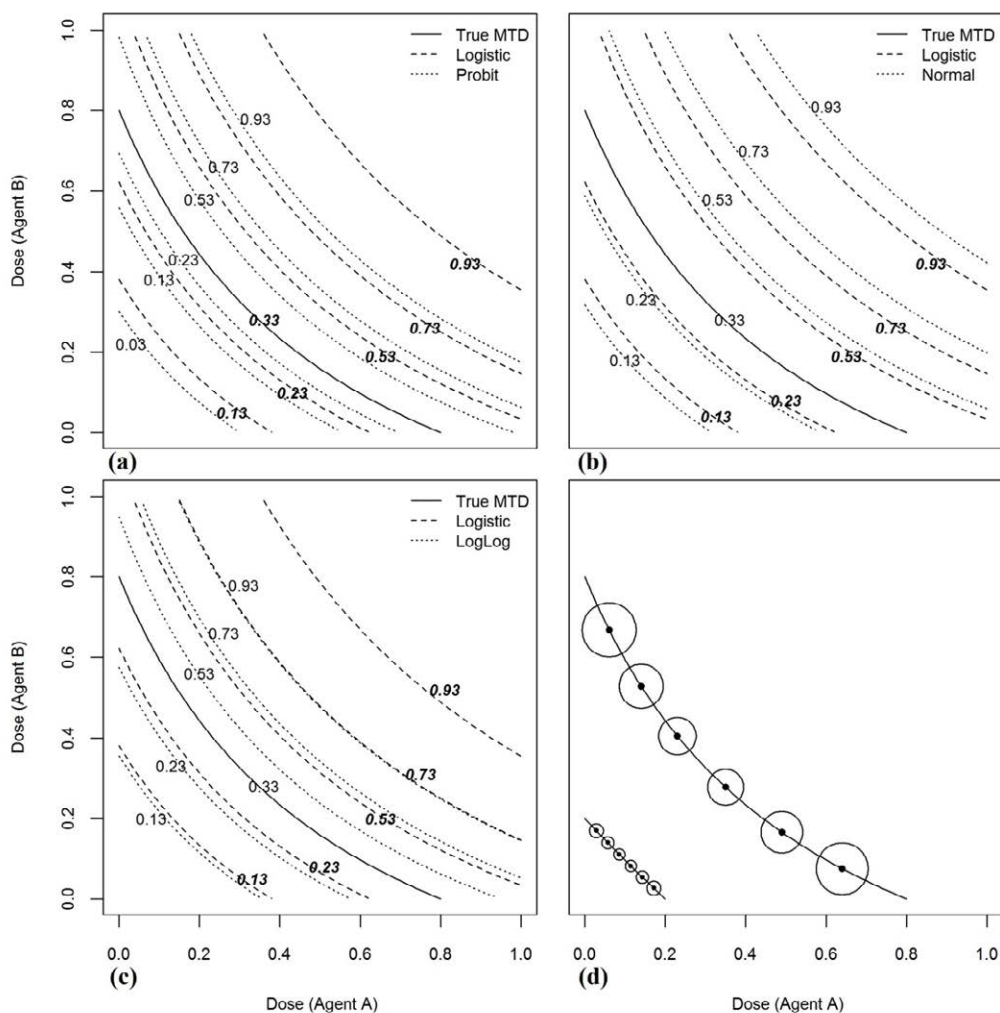 True MTD
Logistic
Probit
1.0
0.8
0.6
0.4
0.2
0.0
Dose (Agent B)
0.93
0.73
0.53
0.23
0.13
0.03
0.93
0.33
0.73
0.53
0.23
0.13
(a)
True MTD
Logistic
Normal
0.93
0.73
0.53
0.93
0.33
0.73
0.23
0.53
0.13
0.23
0.13
(b)
True MTD
Logistic
LogLog
1.0
0.8
0.6
0.4
0.2
0.0
Dose (Agent B)
0.93
0.73
0.53
0.93
0.33
0.73
0.23
0.53
0.13
0.23
0.13
0.0 0.2 0.4 0.6 0.8 1.0
(c)
Dose (Agent A)
0.0 0.2 0.4 0.6 0.8 1.0
(d)
Dose (Agent A)